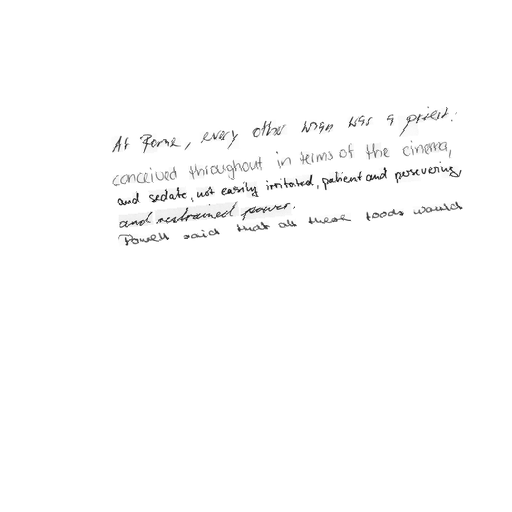 At Rome, every other man was a priest.
conceived throughout in terms of the cinema,
and sedate, not easily irritated, patient and persevering,
and restrained power.
Powell said that all these foods would